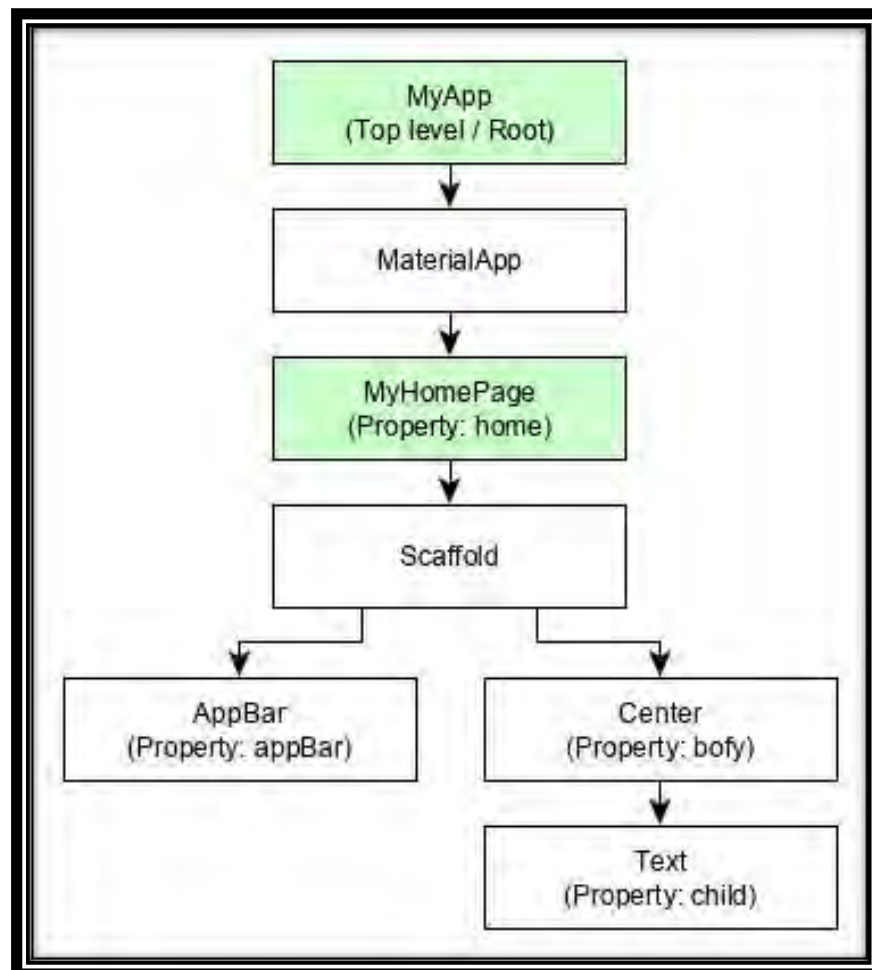 MyApp
(Top level / Root)
MaterialApp
MyHomePage
(Property: home)
Scaffold
AppBar
(Property: appBar)
Center
(Property: bofy)
Text
(Property: child)